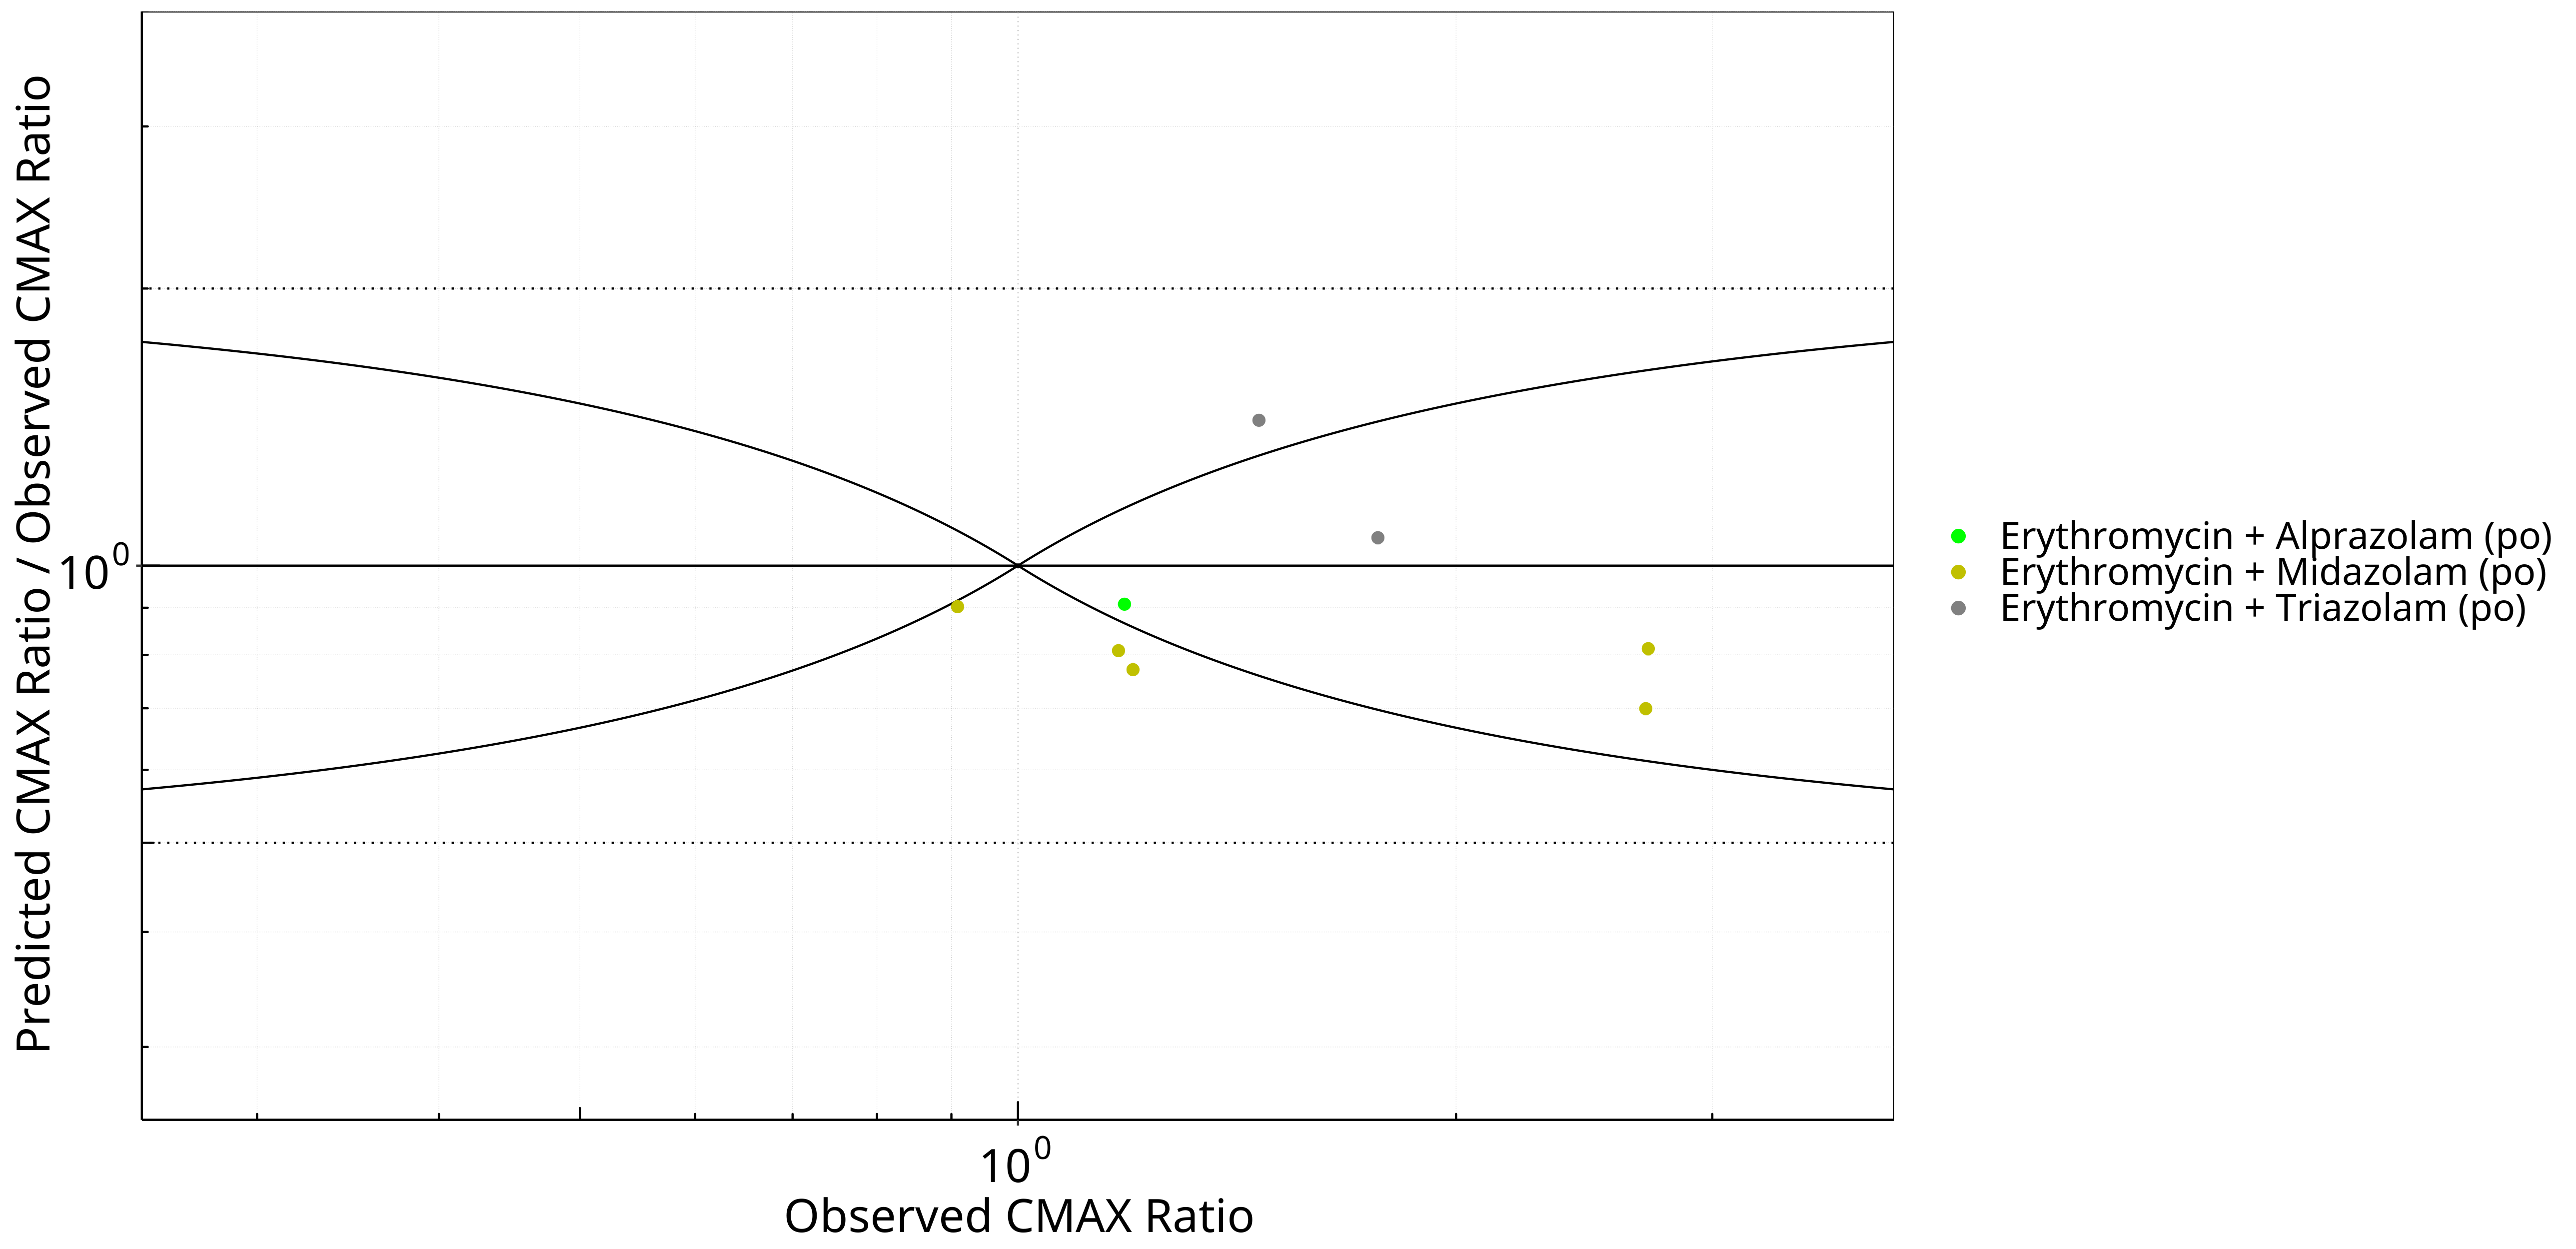 Predicted CMAX Ratio / Observed CMAX Ratio
10⁰
10⁰
Observed CMAX Ratio
Erythromycin + Alprazolam (po)
Erythromycin + Midazolam (po)
Erythromycin + Triazolam (po)